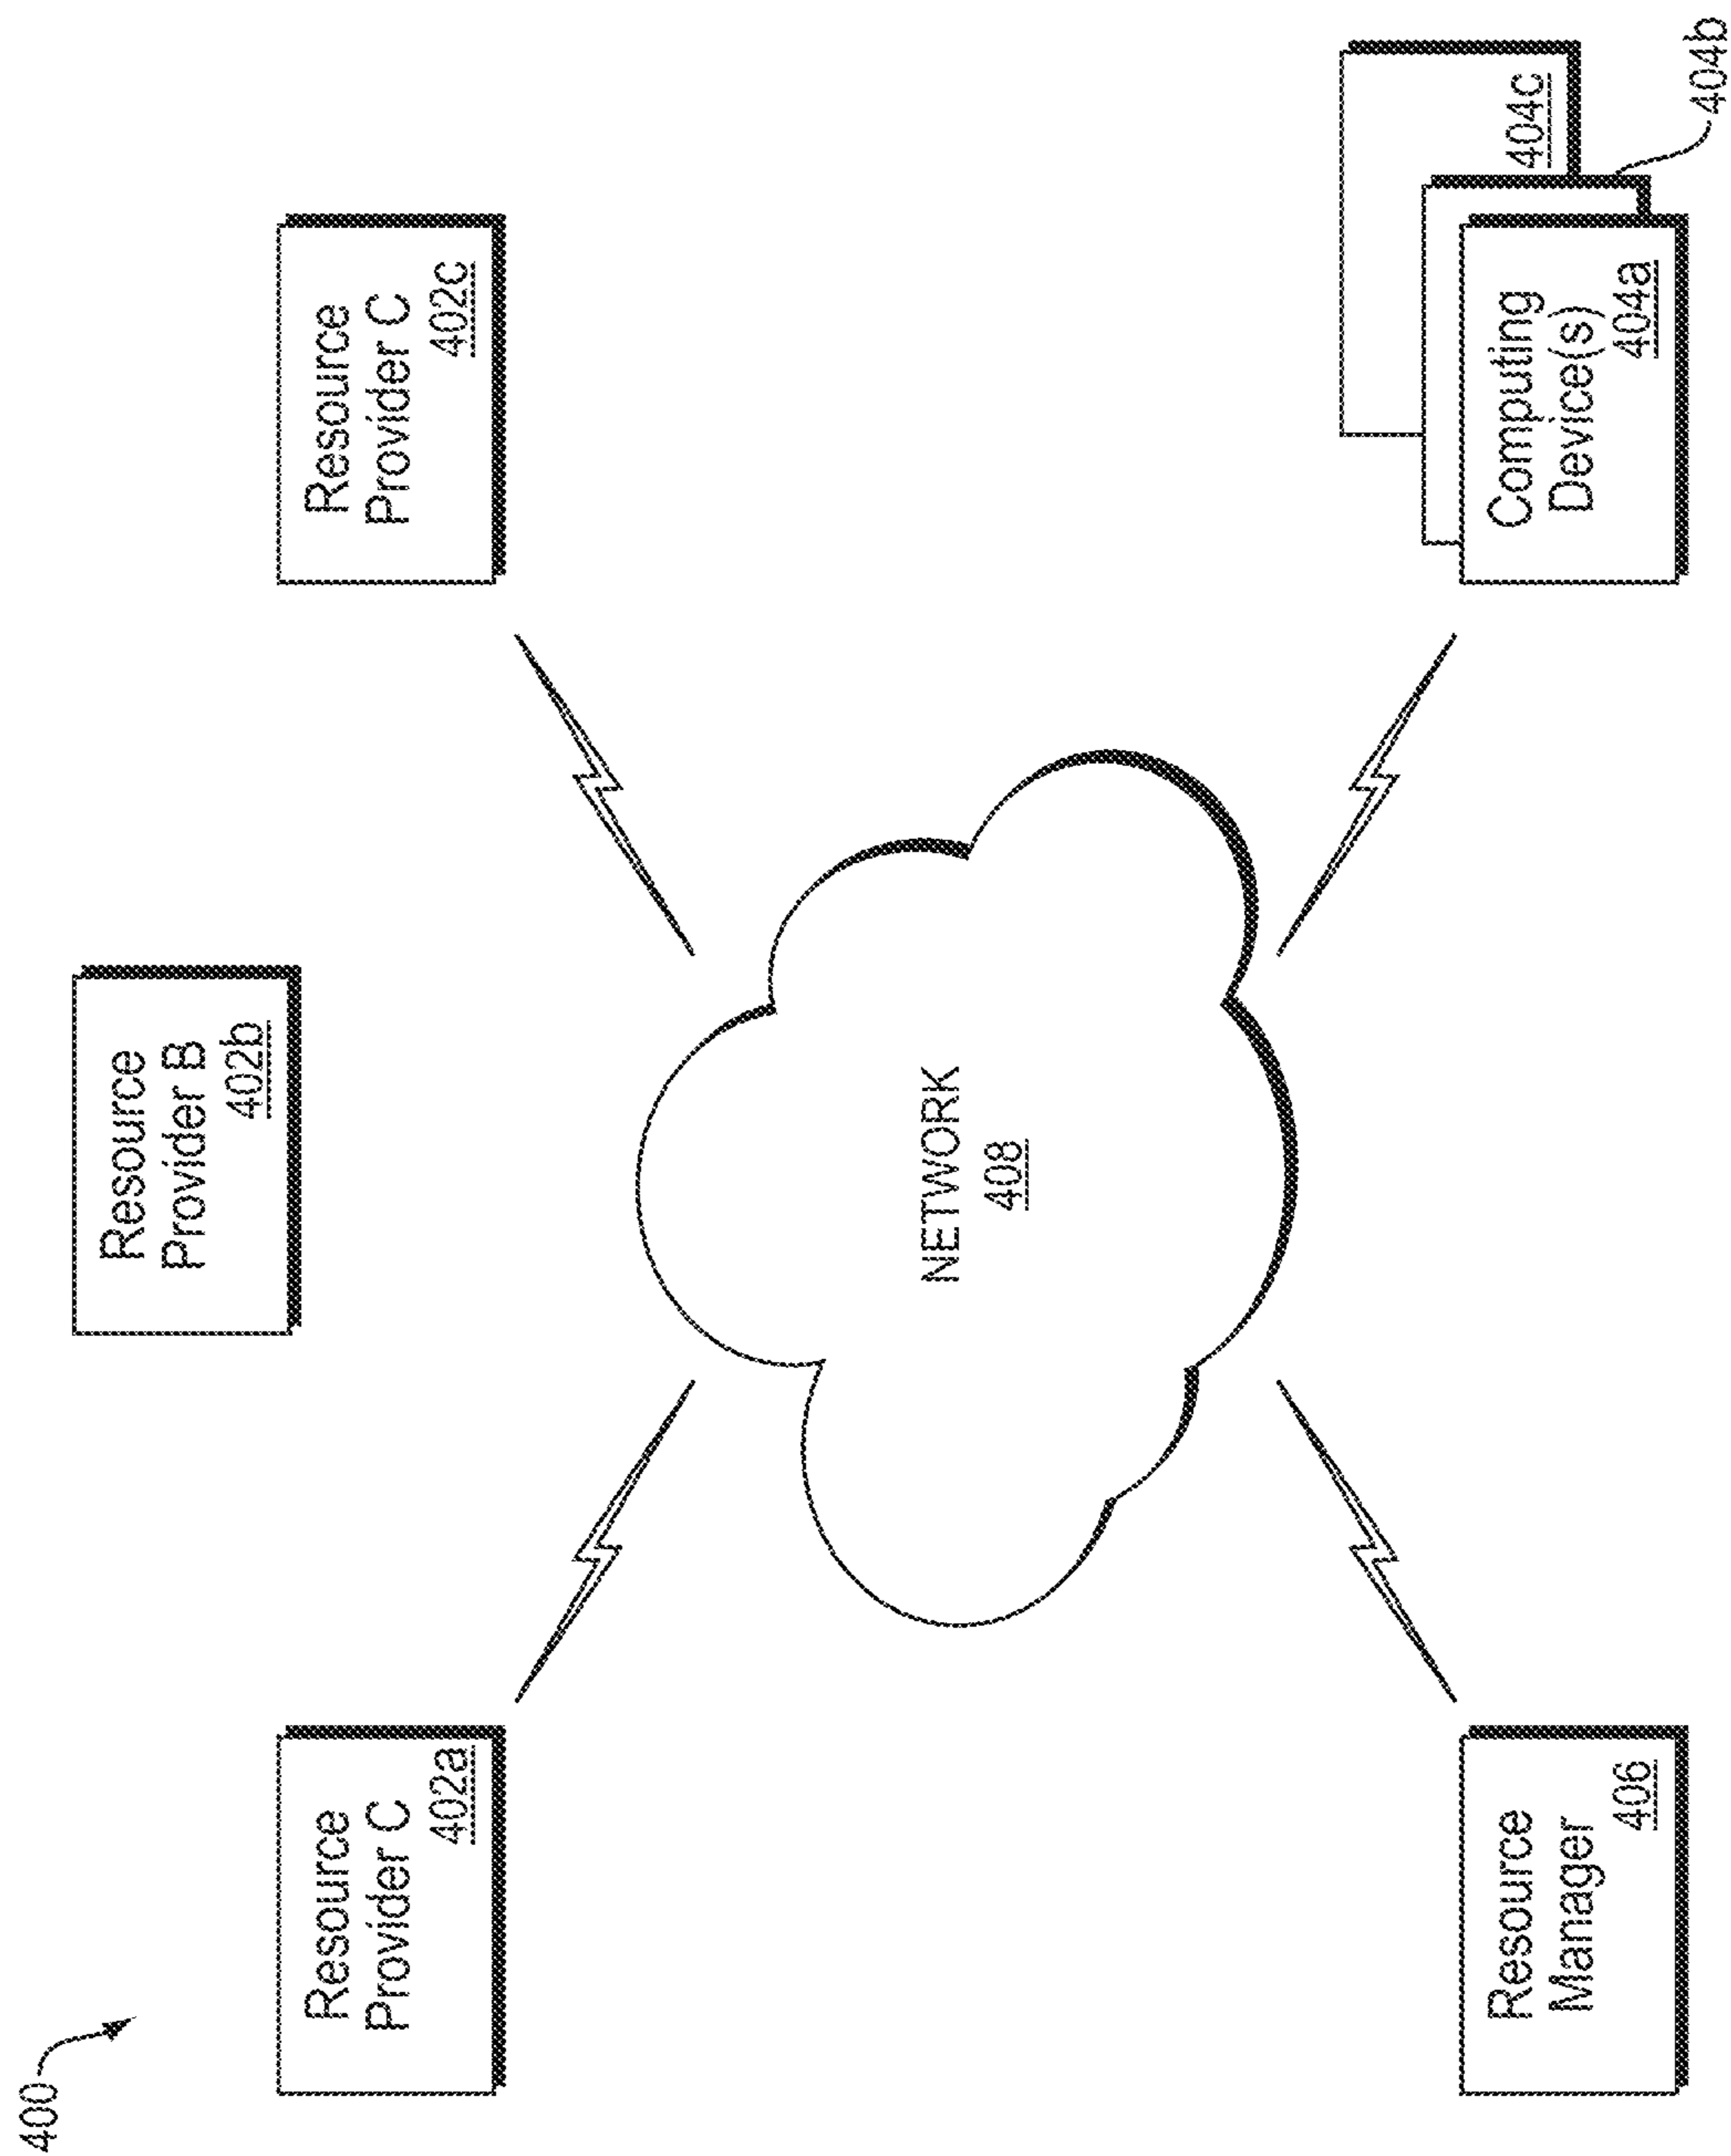 400
Resource
Provider B
402b
Resource
Provider C
402a
Resource
Provider C
402c
NETWORK
408
Resource
Manager
406
Computing
Device(s)
404a
404c
404b